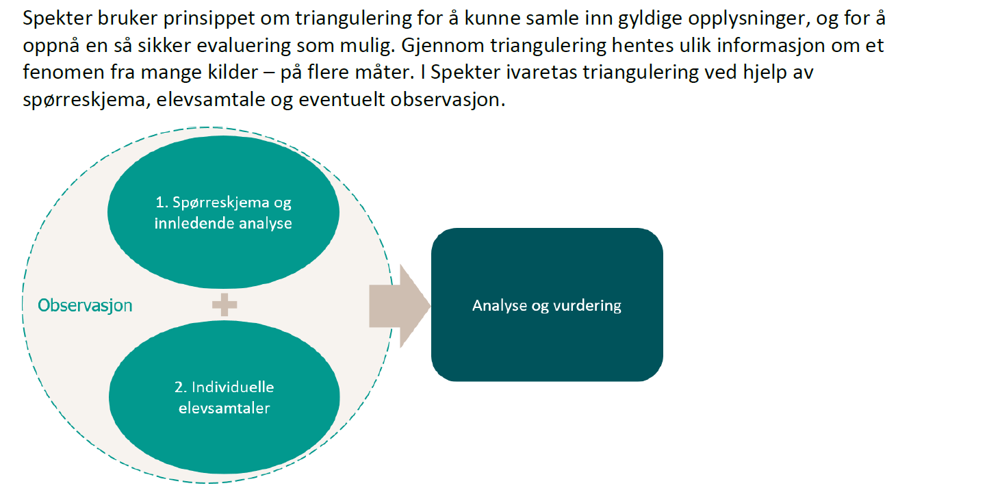 Spekter bruker prinsippet om triangulering for å kunne samle inn gyldige opplysninger, og for å
oppnå en så sikker evaluering som mulig. Gjennom triangulering hentes ulik informasjon om et
fenomen fra mange kilder – på flere måter. I Spekter ivaretas triangulering ved hjelp av
spørreskjema, elevsamtale og eventuelt observasjon.
1. Spørreskjema og
innledende analyse
Observasjon
2. Individuelle
elevsamtaler
Analyse og vurdering